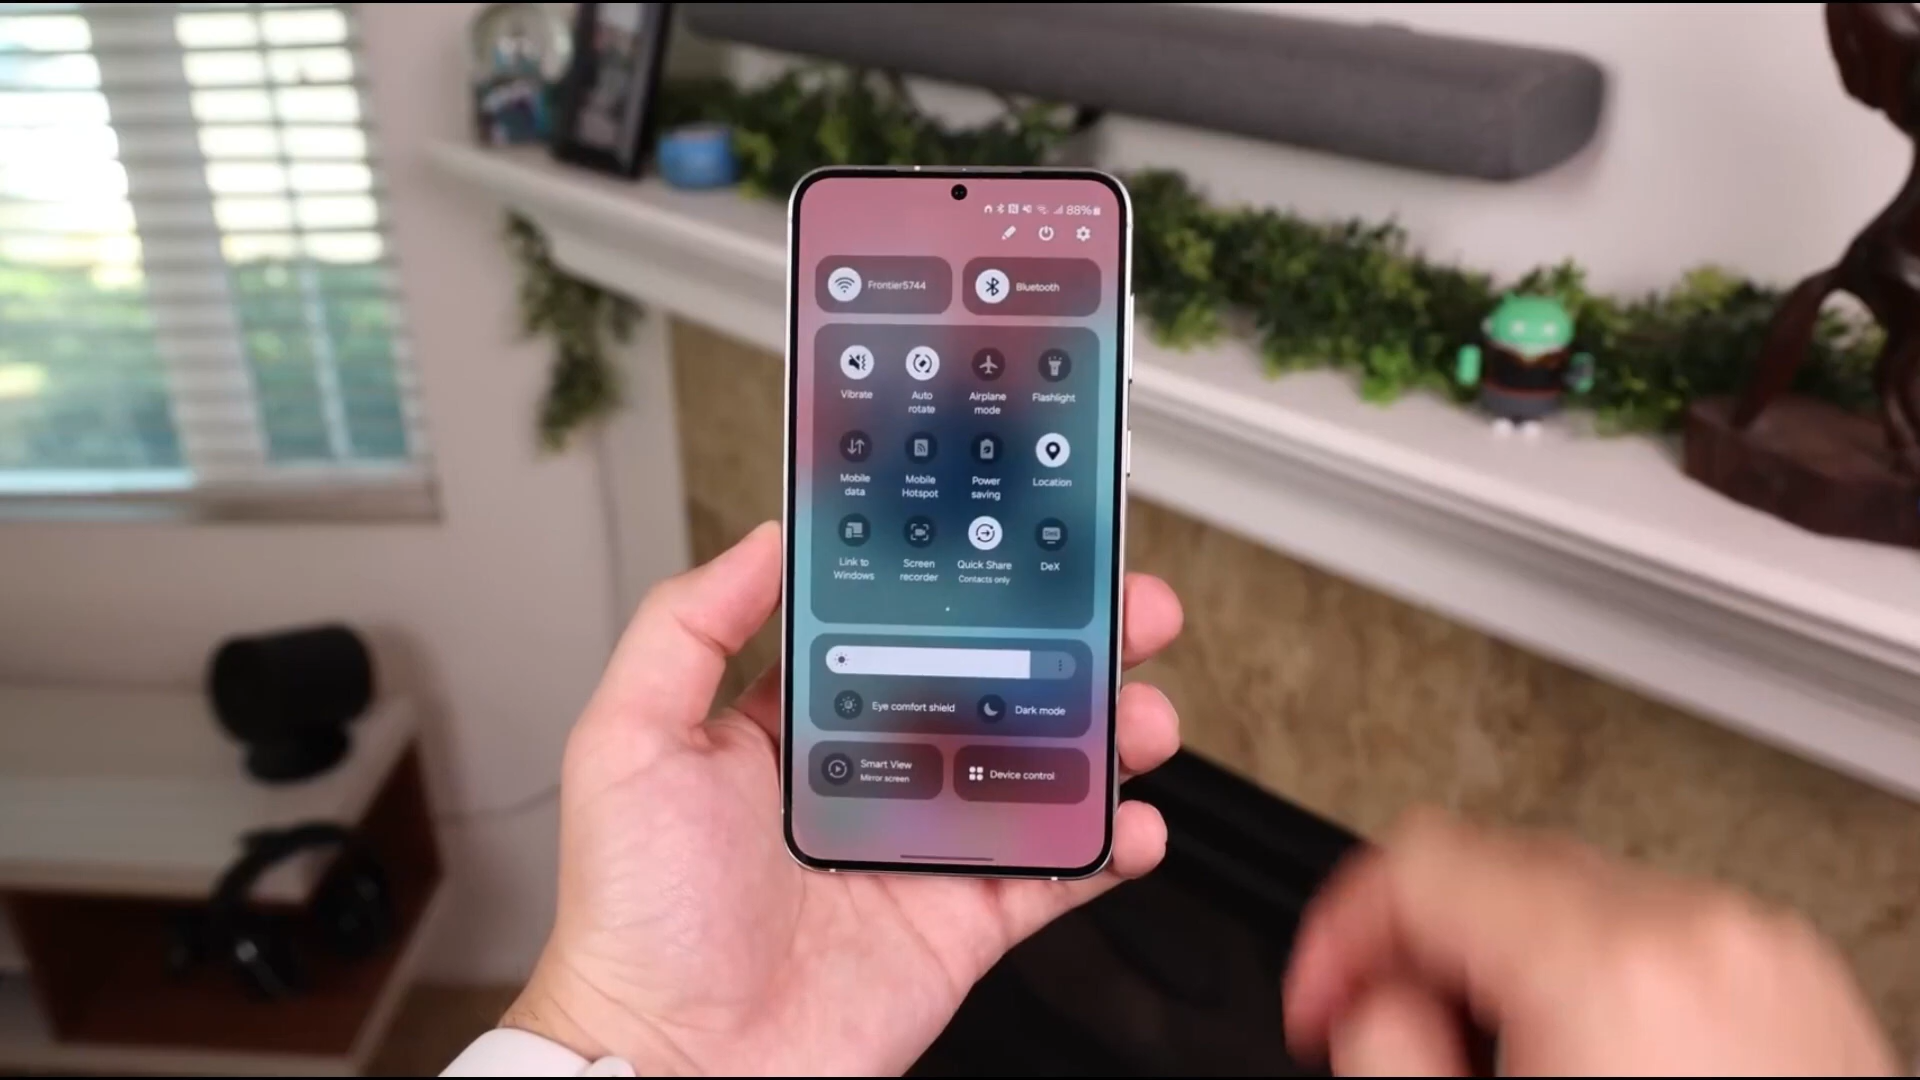 88%
Frontier5744
Bluetooth
Vibrate
Auto
rotate
Airplane
mode
Flashlight
Mobile
data
Mobile
Hotspot
Power
saving
Location
Link to
Windows
Screen
recorder
Quick Share
Contacts only
DeX
Eye comfort shield
Dark mode
Smart View
Mirror screen
Device control